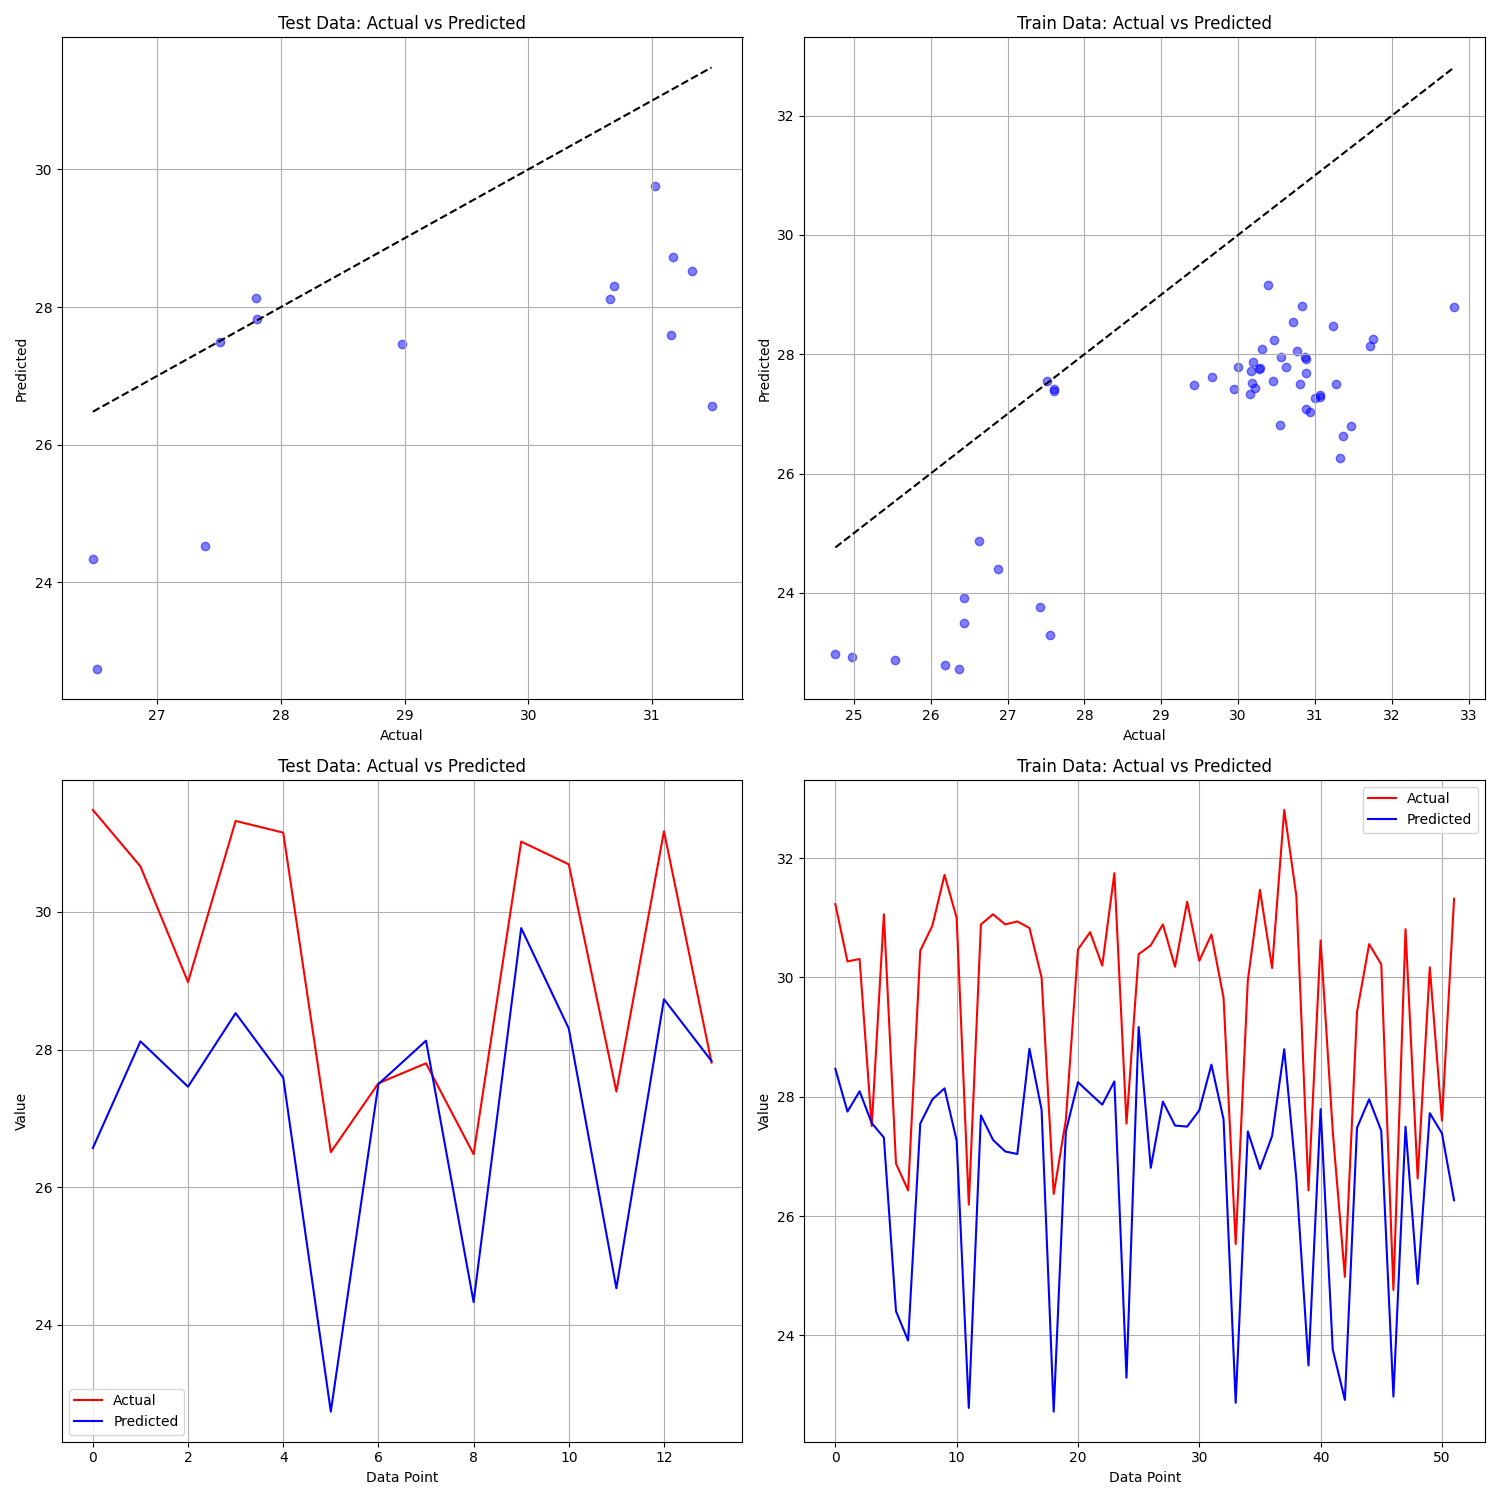 Test Data: Actual vs Predicted
Predicted
30
28
26
24
27 28 29 30 31
Actual
Train Data: Actual vs Predicted
Predicted
32
30
28
26
24
25 26 27 28 29 30 31 32 33
Actual
Test Data: Actual vs Predicted
Value
30
28
26
24
Actual
Predicted
0 2 4 6 8 10 12
Data Point
Train Data: Actual vs Predicted
Actual
Predicted
Value
32
30
28
26
24
0 10 20 30 40 50
Data Point